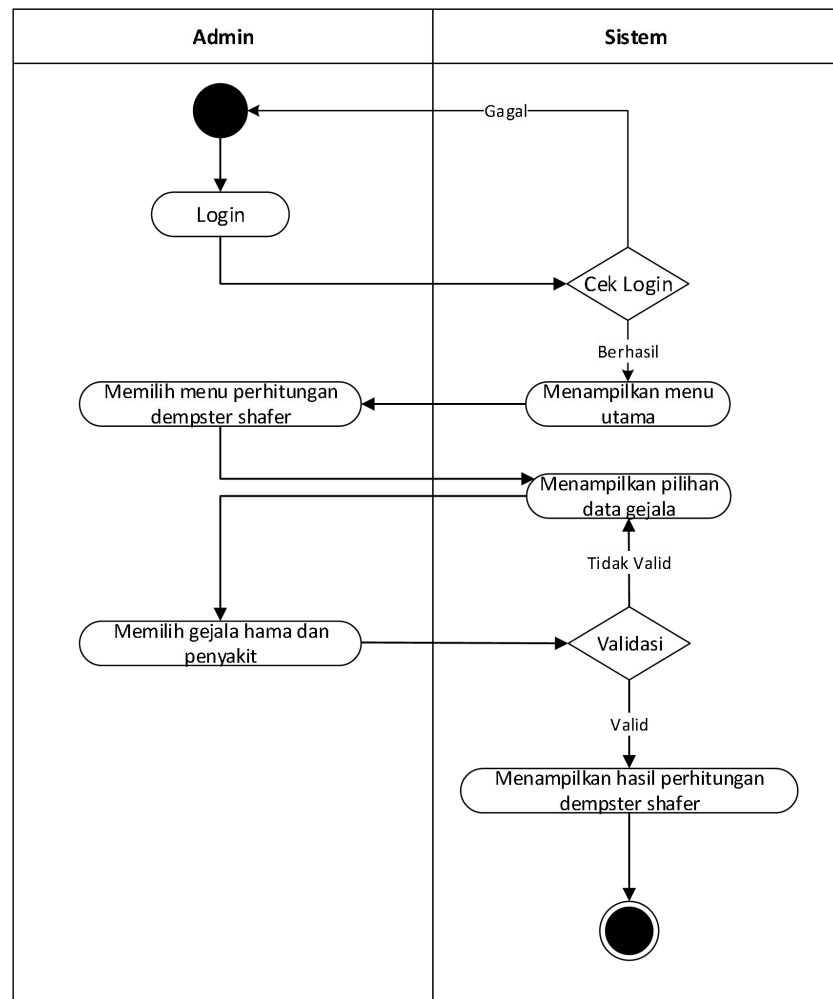 Admin
Sistem
Gagal
Login
Cek Login
Berhasil
Memilih menu perhitungan
dempster shafer
Menampilkan menu
utama
Menampilkan pilihan
data gejala
Tidak Valid
Memilih gejala hama dan
penyakit
Validasi
Valid
Menampilkan hasil perhitungan
dempster shafer